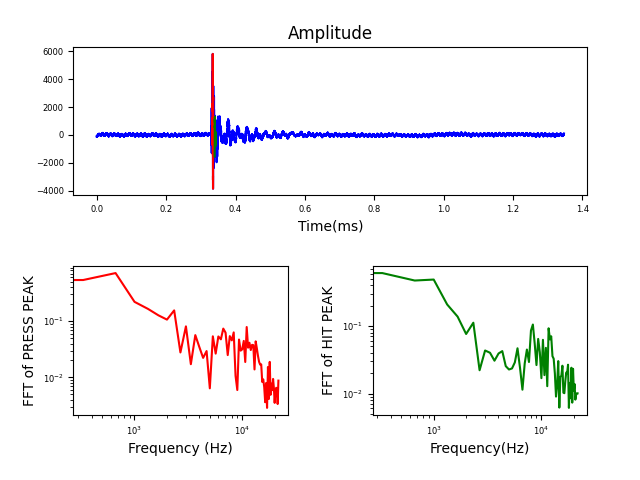 Amplitude
6000
4000
2000
0
−2000
−4000
0.0 0.2 0.4 0.6 0.8 1.0 1.2 1.4
Time(ms)
FFT of PRESS PEAK
10⁻¹
10⁻²
10³ 10⁴
Frequency (Hz)
FFT of HIT PEAK
10⁻¹
10⁻²
10³ 10⁴
Frequency(Hz)